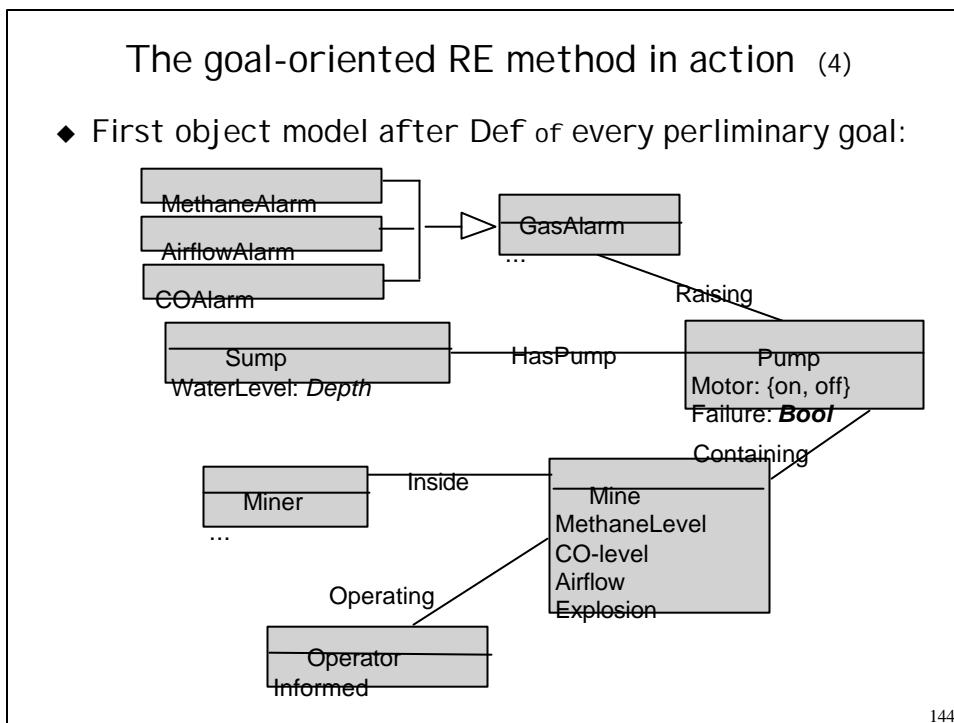 The goal-oriented RE method in action (4)
◆ First object model after Def of every perliminary goal:
MethaneAlarm
AirflowAlarm
COAlarm
GasAlarm
...
Raising
Sump
WaterLevel: Depth
HasPump
Pump
Motor: {on, off}
Failure: Bool
Containing
Miner
...
Inside
Mine
MethaneLevel
CO-level
Airflow
Explosion
Operating
Operator
Informed
144